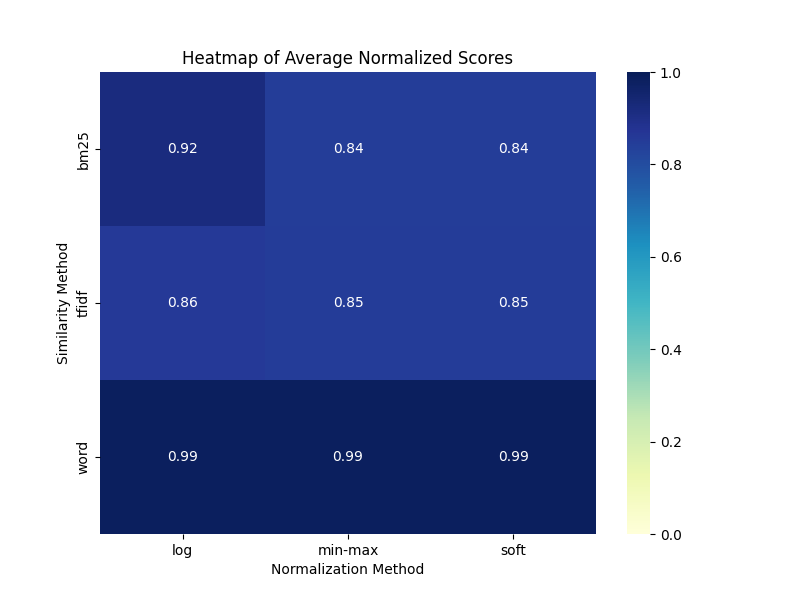 Heatmap of Average Normalized Scores
bm25
0.92
0.84
0.84
tfidf
0.86
0.85
0.85
word
0.99
0.99
0.99
Similarity Method
log
min-max
soft
Normalization Method
1.0
0.8
0.6
0.4
0.2
0.0